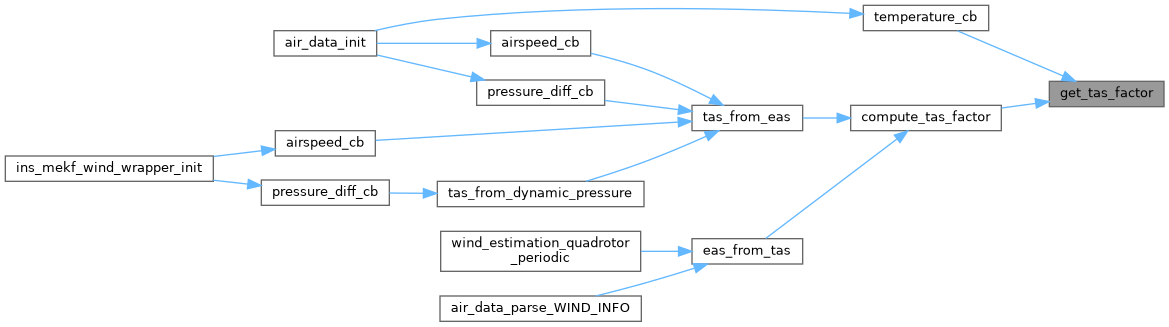 temperature_cb
air_data_init
airspeed_cb
pressure_diff_cb
get_tas_factor
tas_from_eas
compute_tas_factor
airspeed_cb
ins_mekf_wind_wrapper_init
pressure_diff_cb
tas_from_dynamic_pressure
wind_estimation_quadrotor
_periodic
eas_from_tas
air_data_parse_WIND_INFO